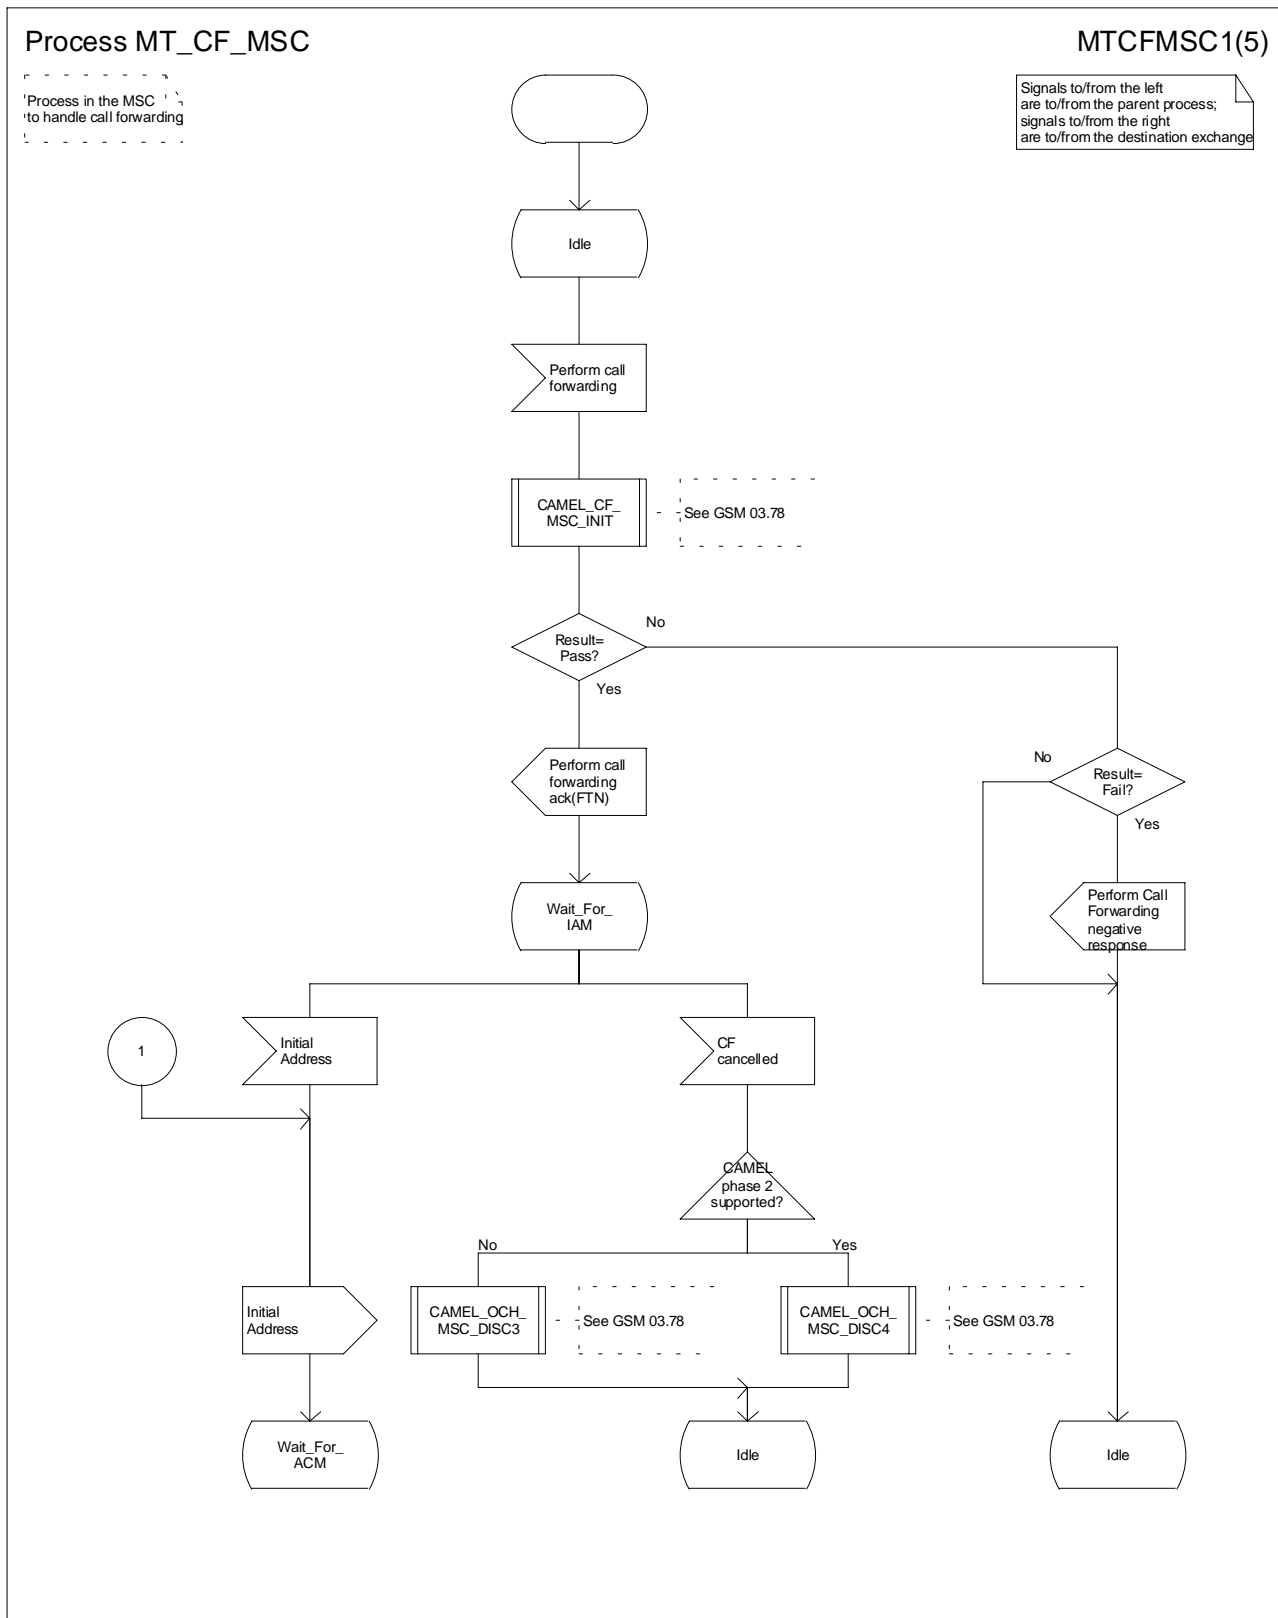 Process MT_CF_MSC
MTCFMSC1(5)
Process in the MSC
to handle call forwarding
Signals to/from the left
are to/from the parent process;
signals to/from the right
are to/from the destination exchange
Idle
Perform call
forwarding
CAMEL_CF_
MSC_INIT
See GSM 03.78
Result=
Pass?
No
Yes
Perform call
forwarding
ack(FTN)
No
Result=
Fail?
Yes
Perform Call
Forwarding
negative
response
Wait_For_
IAM
1
Initial
Address
CF
cancelled
CAMEL
phase 2
supported?
No
Yes
Initial
Address
CAMEL_OCH_
MSC_DISC3
See GSM 03.78
CAMEL_OCH_
MSC_DISC4
See GSM 03.78
Wait_For_
ACM
Idle
Idle